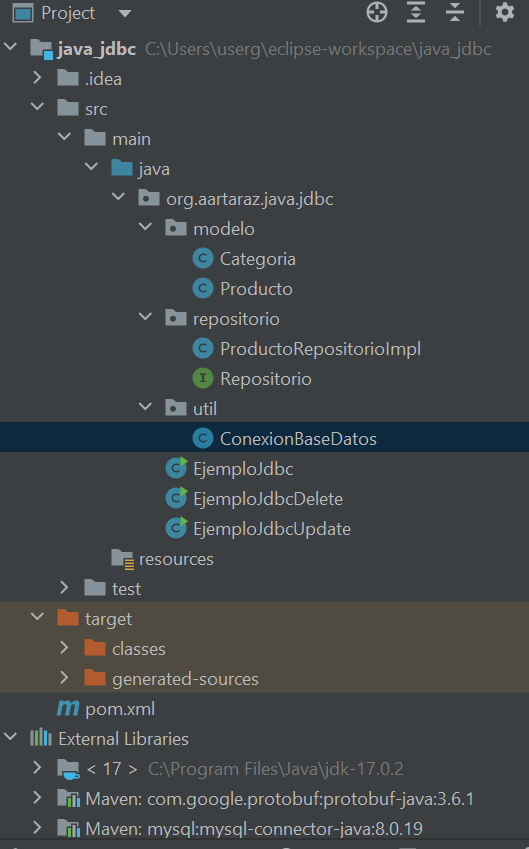 Project
java_jdbc C:\Users\userg\eclipse-workspace\java_jdbc
.idea
src
main
java
org.aartaraz.java.jdbc
modelo
C Categoria
C Producto
repositorio
C ProductoRepositorioImpl
I Repositorio
util
C ConexionBaseDatos
C EjemploJdbc
C EjemploJdbcDelete
C EjemploJdbcUpdate
resources
test
target
classes
generated-sources
m pom.xml
External Libraries
< 17 > C:\Program Files\Java\jdk-17.0.2
Maven: com.google.protobuf:protobuf-java:3.6.1
Maven: mysql:mysql-connector-java:8.0.19